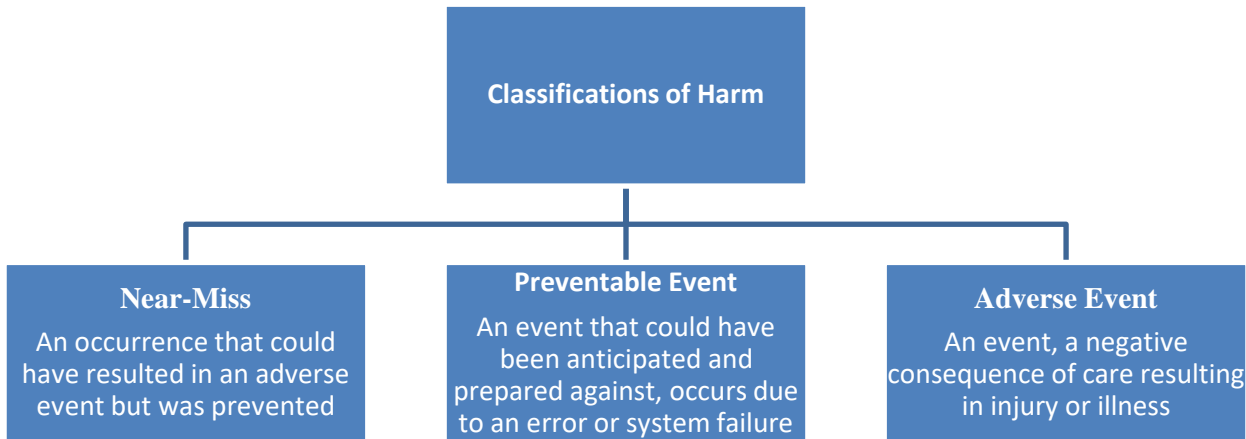 Classifications of Harm
Near-Miss
An occurrence that could
have resulted in an adverse
event but was prevented
Preventable Event
An event that could have
been anticipated and
prepared against, occurs due
to an error or system failure
Adverse Event
An event, a negative
consequence of care resulting
in injury or illness